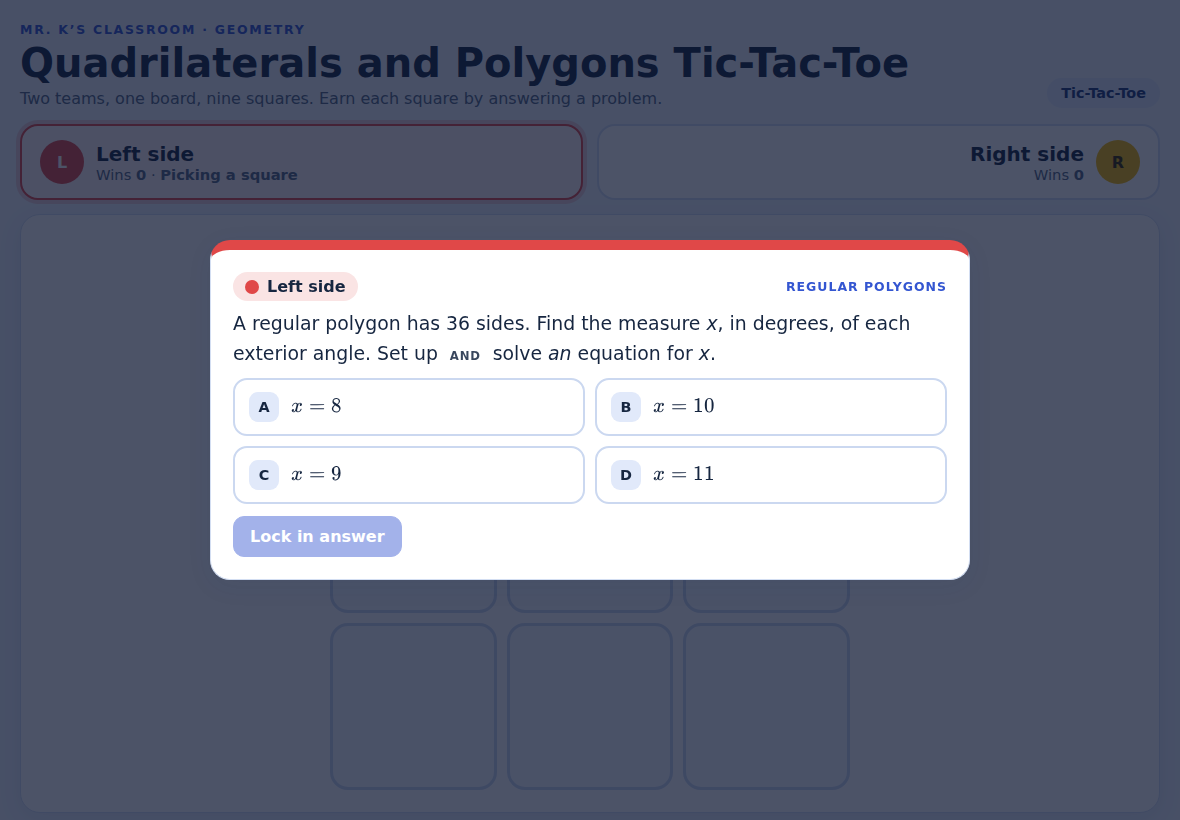 MR. K’S CLASSROOM · GEOMETRY
Quadrilaterals and Polygons Tic-Tac-Toe
Two teams, one board, nine squares. Earn each square by answering a problem.
Tic-Tac-Toe
L
Left side
Wins 0 · Picking a square
Right side
Wins 0
R
Left side
REGULAR POLYGONS
A regular polygon has 36 sides. Find the measure x, in degrees, of each
exterior angle. Set up AND solve an equation for x.
A x = 8
B x = 10
C x = 9
D x = 11
Lock in answer